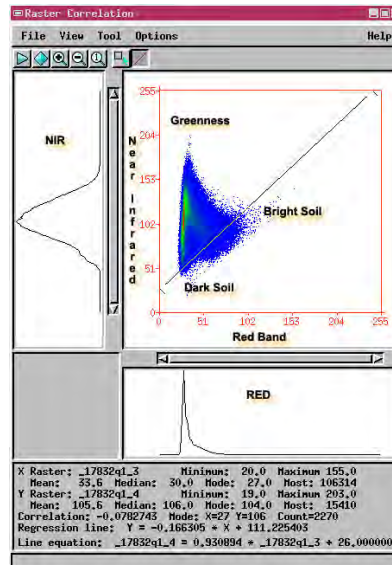 Raster Correlation
File View Tool Options Help
NIR
Near Infrared
255
204
153
102
51
0
Greenness
Bright Soil
Dark Soil
0 51 102 153 204 255
Red Band
RED
X Raster: _17832q1_3 Minimum: 20.0 Maximum 155.0
Mean: 33.6 Median: 30.0 Mode: 27.0 Most: 106314
Y Raster: _17832q1_4 Minimum: 19.0 Maximum 203.0
Mean: 105.6 Median: 106.0 Mode: 104.0 Most: 15410
Correlation: -0.0782743 Mode: X=27 Y=106 Count=2270
Regression line: Y = -0.166305 * X + 111.225403
Line equation: _17832q1_4 = 0.930894 * _17832q1_3 + 26.000000